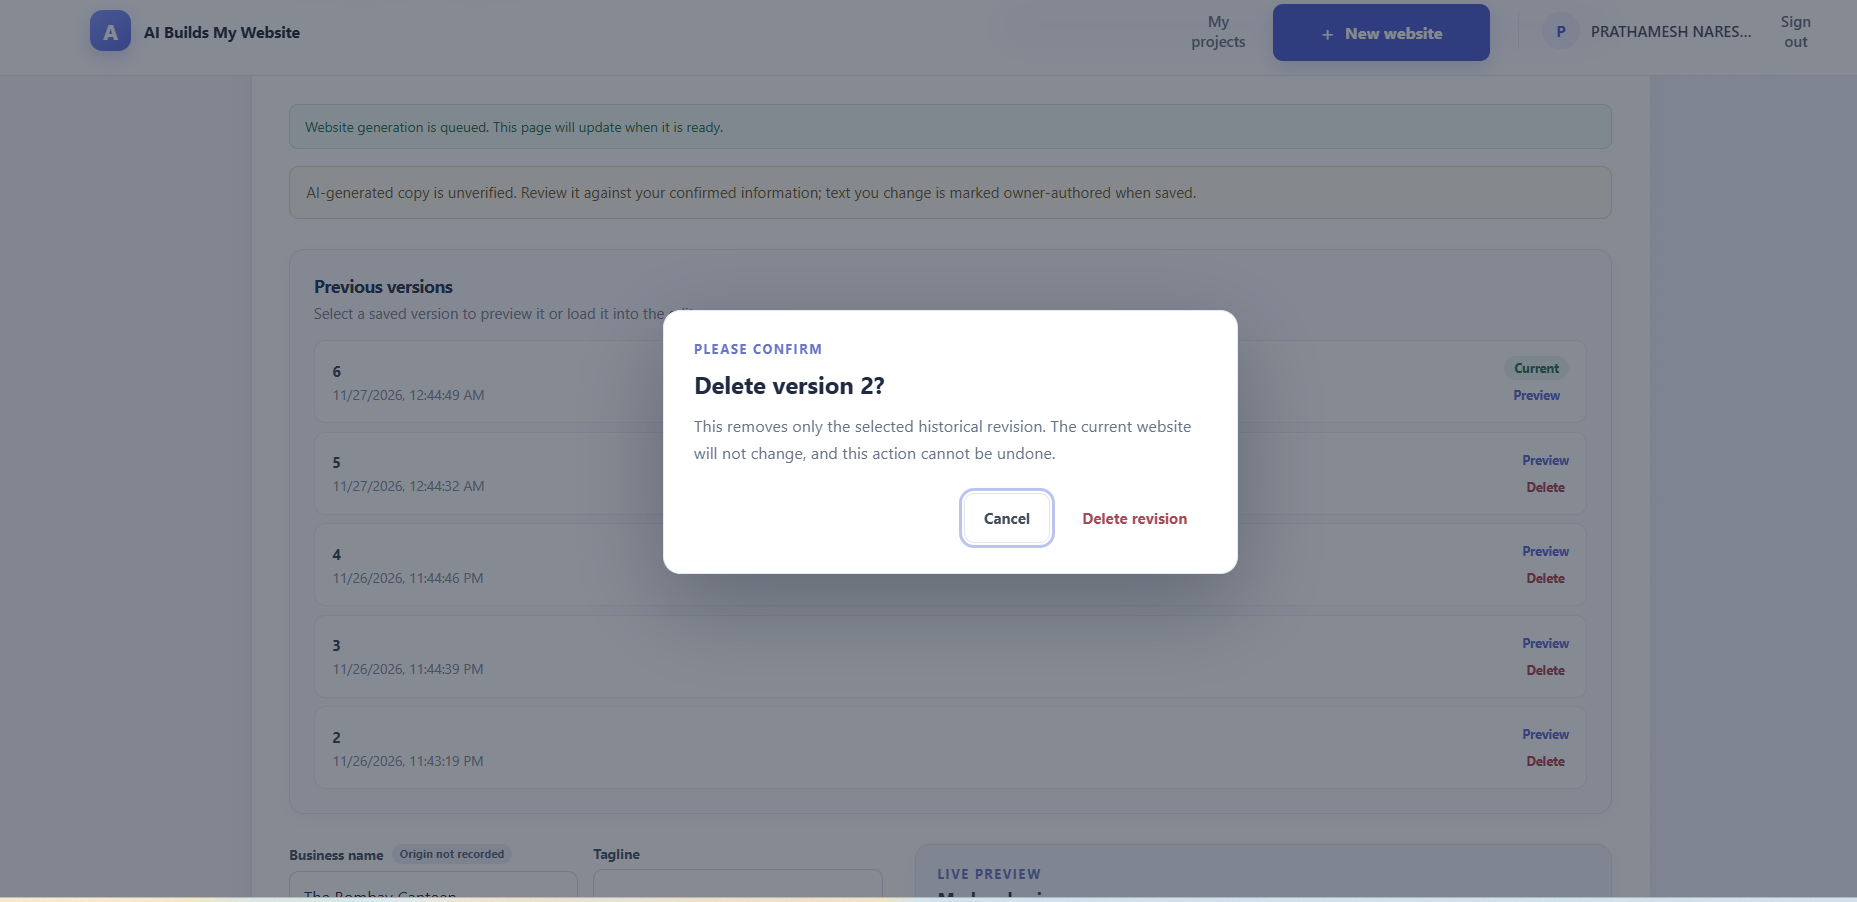 A
AI Builds My Website
My
projects
+ New website
P
PRATHAMESH NARES...
Sign
out
Website generation is queued. This page will update when it is ready.
AI-generated copy is unverified. Review it against your confirmed information; text you change is marked owner-authored when saved.
Previous versions
Select a saved version to preview it or load it into the
6
11/27/2026, 12:44:49 AM
Current
Preview
5
11/27/2026, 12:44:32 AM
Preview
Delete
4
11/26/2026, 11:44:46 PM
Preview
Delete
3
11/26/2026, 11:44:39 PM
Preview
Delete
2
11/26/2026, 11:43:19 PM
Preview
Delete
PLEASE CONFIRM
Delete version 2?
This removes only the selected historical revision. The current website
will not change, and this action cannot be undone.
Cancel
Delete revision
Business name
Origin not recorded
Tagline
The Bombay Canteen
LIVE PREVIEW